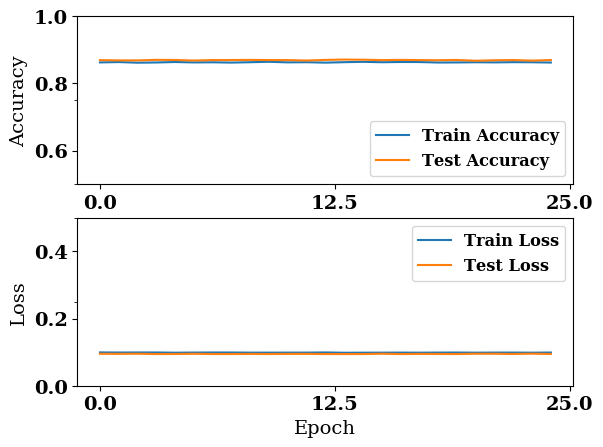 1.0
0.8
0.6
Accuracy
Train Accuracy
Test Accuracy
0.0 12.5 25.0
0.4
0.2
0.0
Loss
Train Loss
Test Loss
0.0 12.5 25.0
Epoch